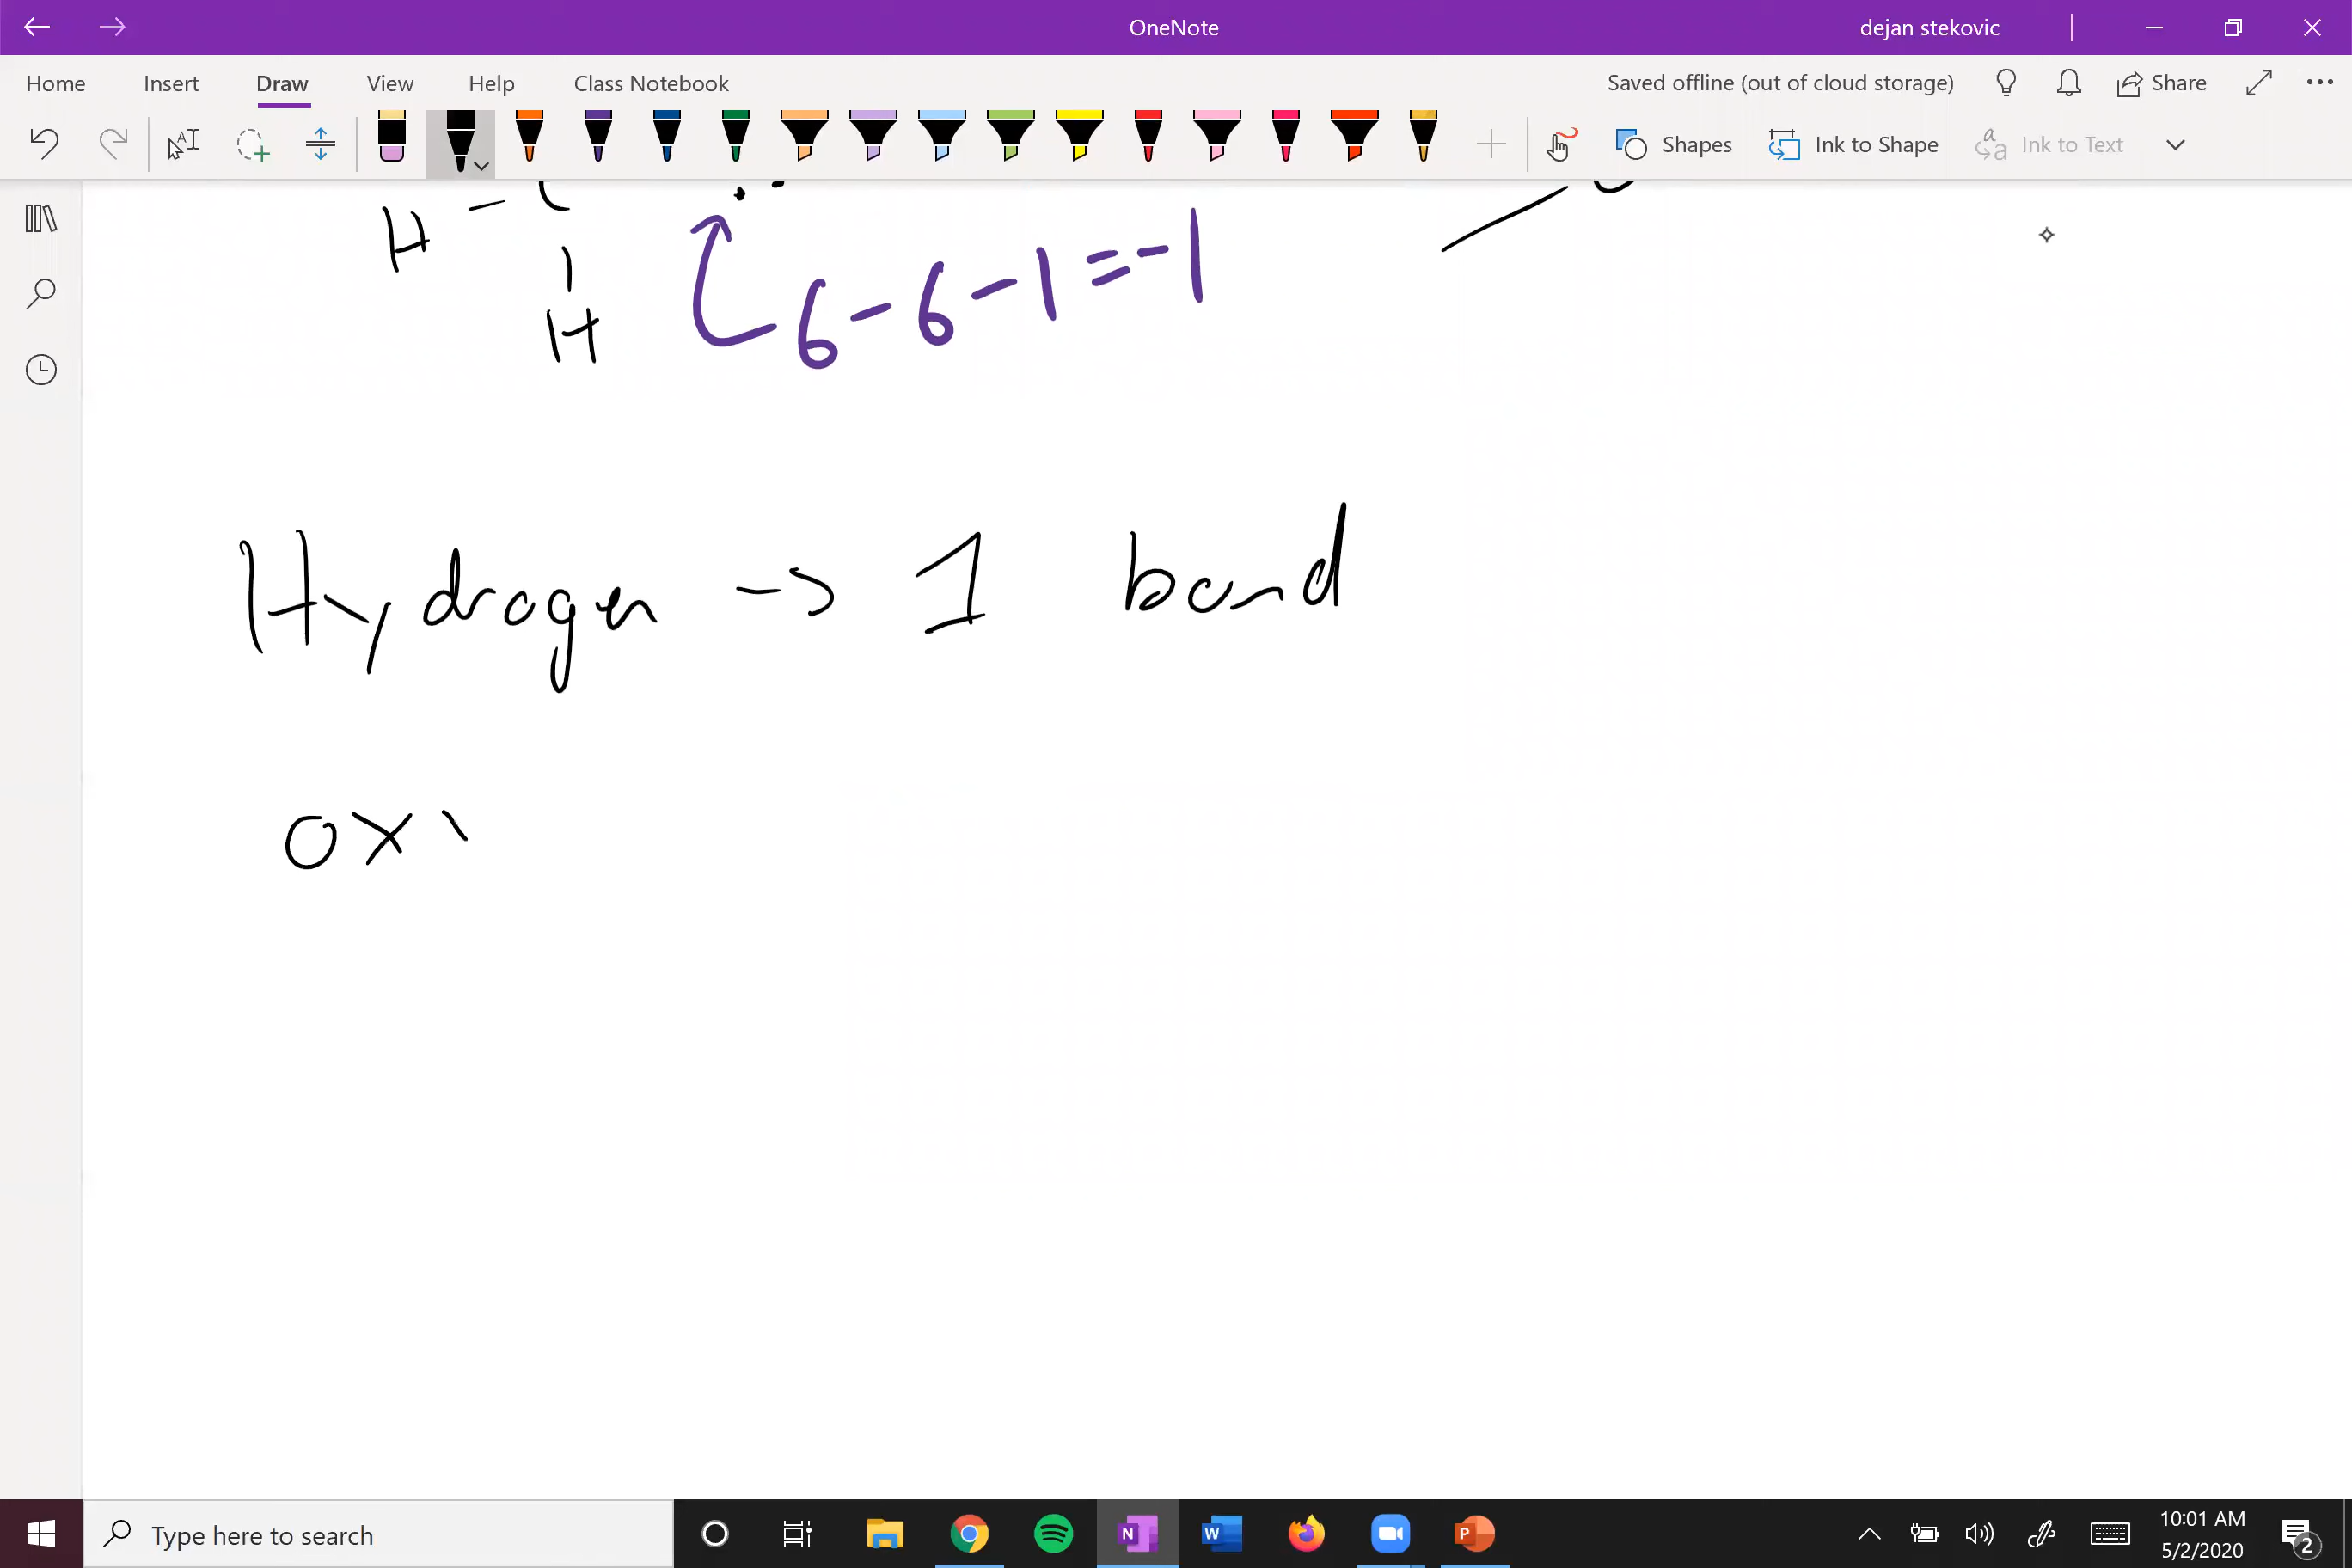 OneNote
dejan stekovic
Home Insert Draw View Help Class Notebook
Saved offline (out of cloud storage) Share
Shapes Ink to Shape Ink to Text
H - C
H
6 - 6 - 1 = -1
Hydrogen -> 1 bond
ox
Type here to search
10:01 AM
5/2/2020
2